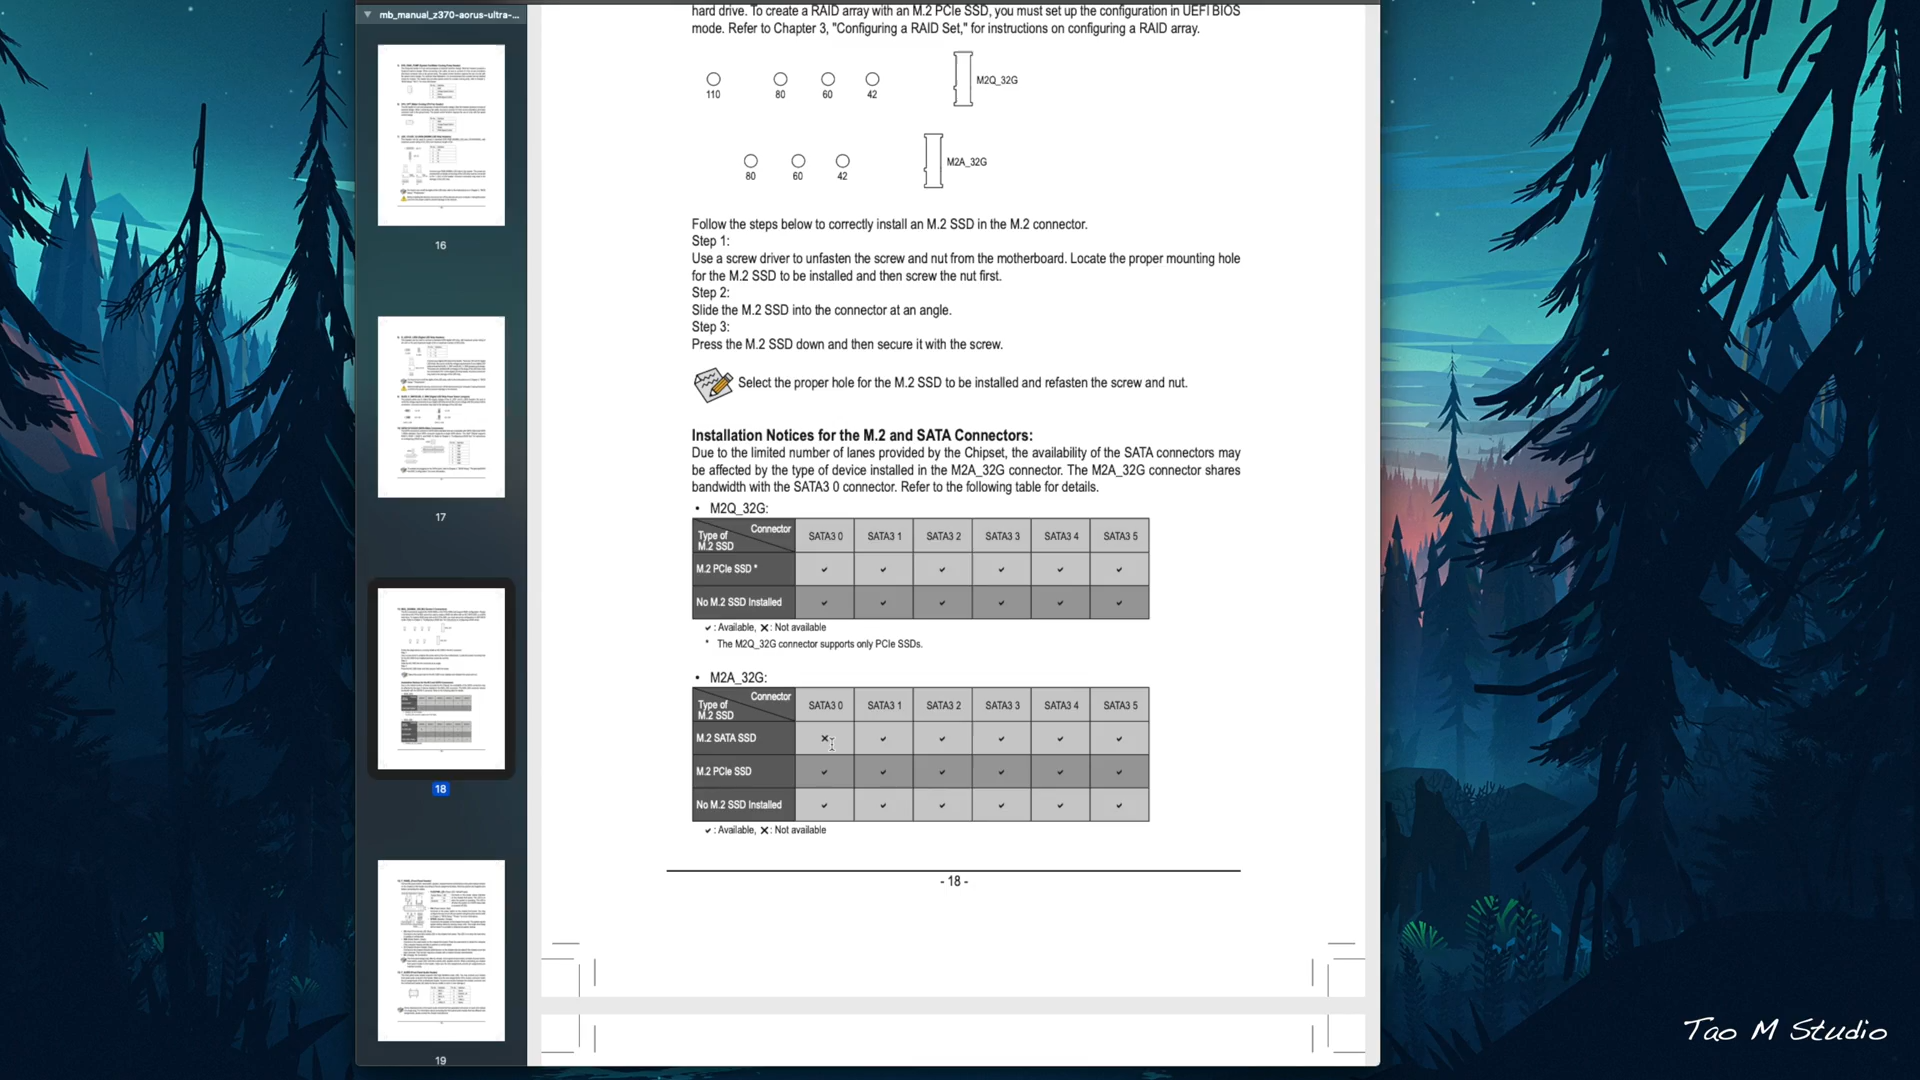 mb_manual_z370-aorus-ultra-...
16
17
18
19
hard drive. To create a RAID array with an M.2 PCIe SSD, you must set up the configuration in UEFI BIOS
mode. Refer to Chapter 3, "Configuring a RAID Set," for instructions on configuring a RAID array.
110 80 60 42 M2Q_32G
80 60 42 M2A_32G
Follow the steps below to correctly install an M.2 SSD in the M.2 connector.
Step 1:
Use a screw driver to unfasten the screw and nut from the motherboard. Locate the proper mounting hole
for the M.2 SSD to be installed and then screw the nut first.
Step 2:
Slide the M.2 SSD into the connector at an angle.
Step 3:
Press the M.2 SSD down and then secure it with the screw.
Select the proper hole for the M.2 SSD to be installed and refasten the screw and nut.
Installation Notices for the M.2 and SATA Connectors:
Due to the limited number of lanes provided by the Chipset, the availability of the SATA connectors may
be affected by the type of device installed in the M2A_32G connector. The M2A_32G connector shares
bandwidth with the SATA3 0 connector. Refer to the following table for details.
• M2Q_32G:
Connector
Type of
M.2 SSD
SATA3 0 SATA3 1 SATA3 2 SATA3 3 SATA3 4 SATA3 5
M.2 PCIe SSD * ✔ ✔ ✔ ✔ ✔ ✔
No M.2 SSD Installed ✔ ✔ ✔ ✔ ✔ ✔
✔ : Available, ✖ : Not available
* The M2Q_32G connector supports only PCIe SSDs.
• M2A_32G:
Connector
Type of
M.2 SSD
SATA3 0 SATA3 1 SATA3 2 SATA3 3 SATA3 4 SATA3 5
M.2 SATA SSD ✖ ✔ ✔ ✔ ✔ ✔
M.2 PCIe SSD ✔ ✔ ✔ ✔ ✔ ✔
No M.2 SSD Installed ✔ ✔ ✔ ✔ ✔ ✔
✔ : Available, ✖ : Not available
- 18 -
Tao M Studio